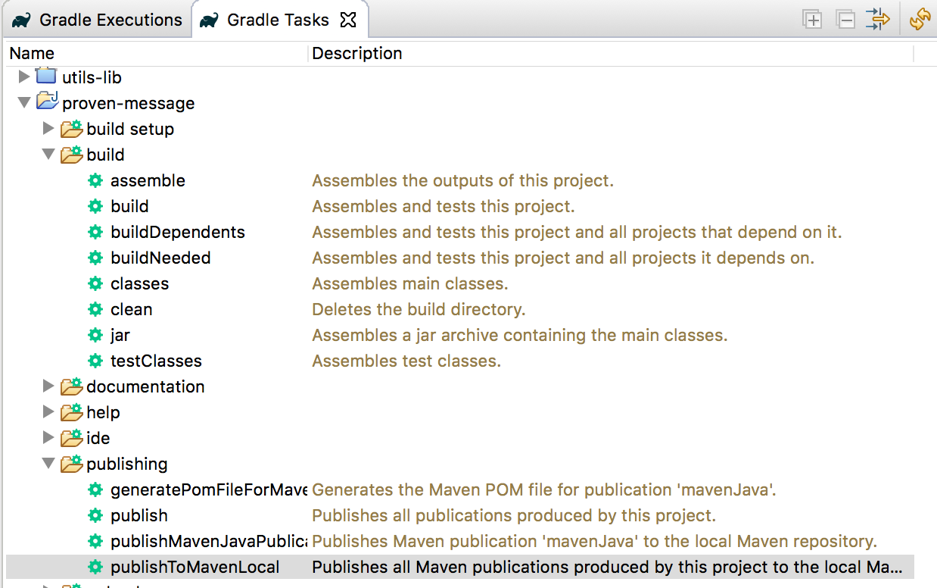 Gradle Executions Gradle Tasks
Name Description
utils-lib
proven-message
build setup
build
assemble Assembles the outputs of this project.
build Assembles and tests this project.
buildDependents Assembles and tests this project and all projects that depend on it.
buildNeeded Assembles and tests this project and all projects it depends on.
classes Assembles main classes.
clean Deletes the build directory.
jar Assembles a jar archive containing the main classes.
testClasses Assembles test classes.
documentation
help
ide
publishing
generatePomFileForMave Generates the Maven POM file for publication 'mavenJava'.
publish Publishes all publications produced by this project.
publishMavenJavaPublica Publishes Maven publication 'mavenJava' to the local Maven repository.
publishToMavenLocal Publishes all Maven publications produced by this project to the local Ma...